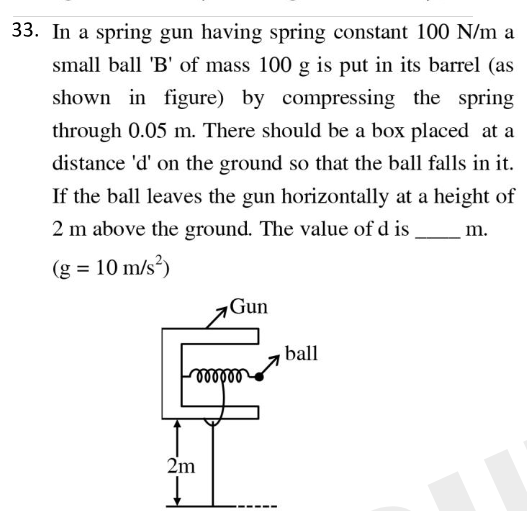 33. In a spring gun having spring constant 100 N/m a
small ball 'B' of mass 100 g is put in its barrel (as
shown in figure) by compressing the spring
through 0.05 m. There should be a box placed at a
distance 'd' on the ground so that the ball falls in it.
If the ball leaves the gun horizontally at a height of
2 m above the ground. The value of d is ____ m.
(g = 10 m/s²)
Gun
ball
2m